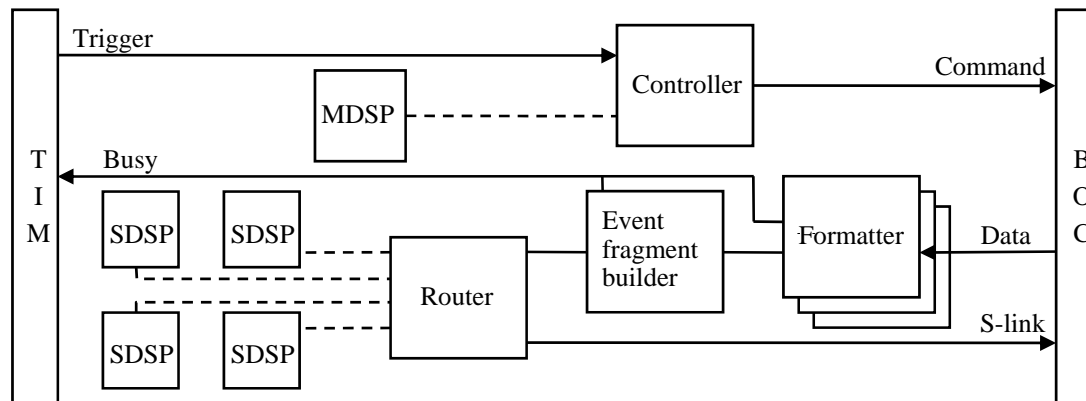 Trigger
Controller
Command
MDSP
T
I
M
Busy
B
O
C
SDSP
SDSP
Event
fragment
builder
Formatter
Data
Router
S-link
SDSP
SDSP